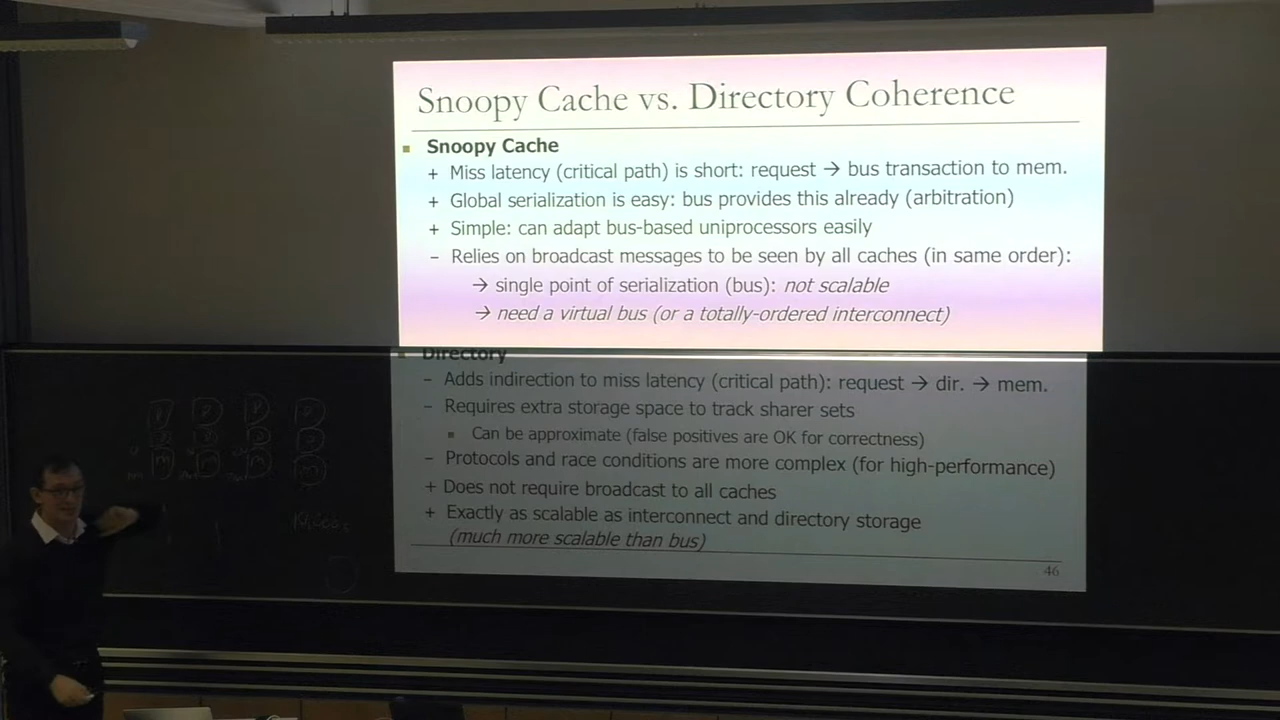 Snoopy Cache vs. Directory Coherence
▪ Snoopy Cache
+ Miss latency (critical path) is short: request → bus transaction to mem.
+ Global serialization is easy: bus provides this already (arbitration)
+ Simple: can adapt bus-based uniprocessors easily
– Relies on broadcast messages to be seen by all caches (in same order):
→ single point of serialization (bus): not scalable
→ need a virtual bus (or a totally-ordered interconnect)
▪ Directory
– Adds indirection to miss latency (critical path): request → dir. → mem.
– Requires extra storage space to track sharer sets
▪ Can be approximate (false positives are OK for correctness)
– Protocols and race conditions are more complex (for high-performance)
+ Does not require broadcast to all caches
+ Exactly as scalable as interconnect and directory storage
(much more scalable than bus)
46